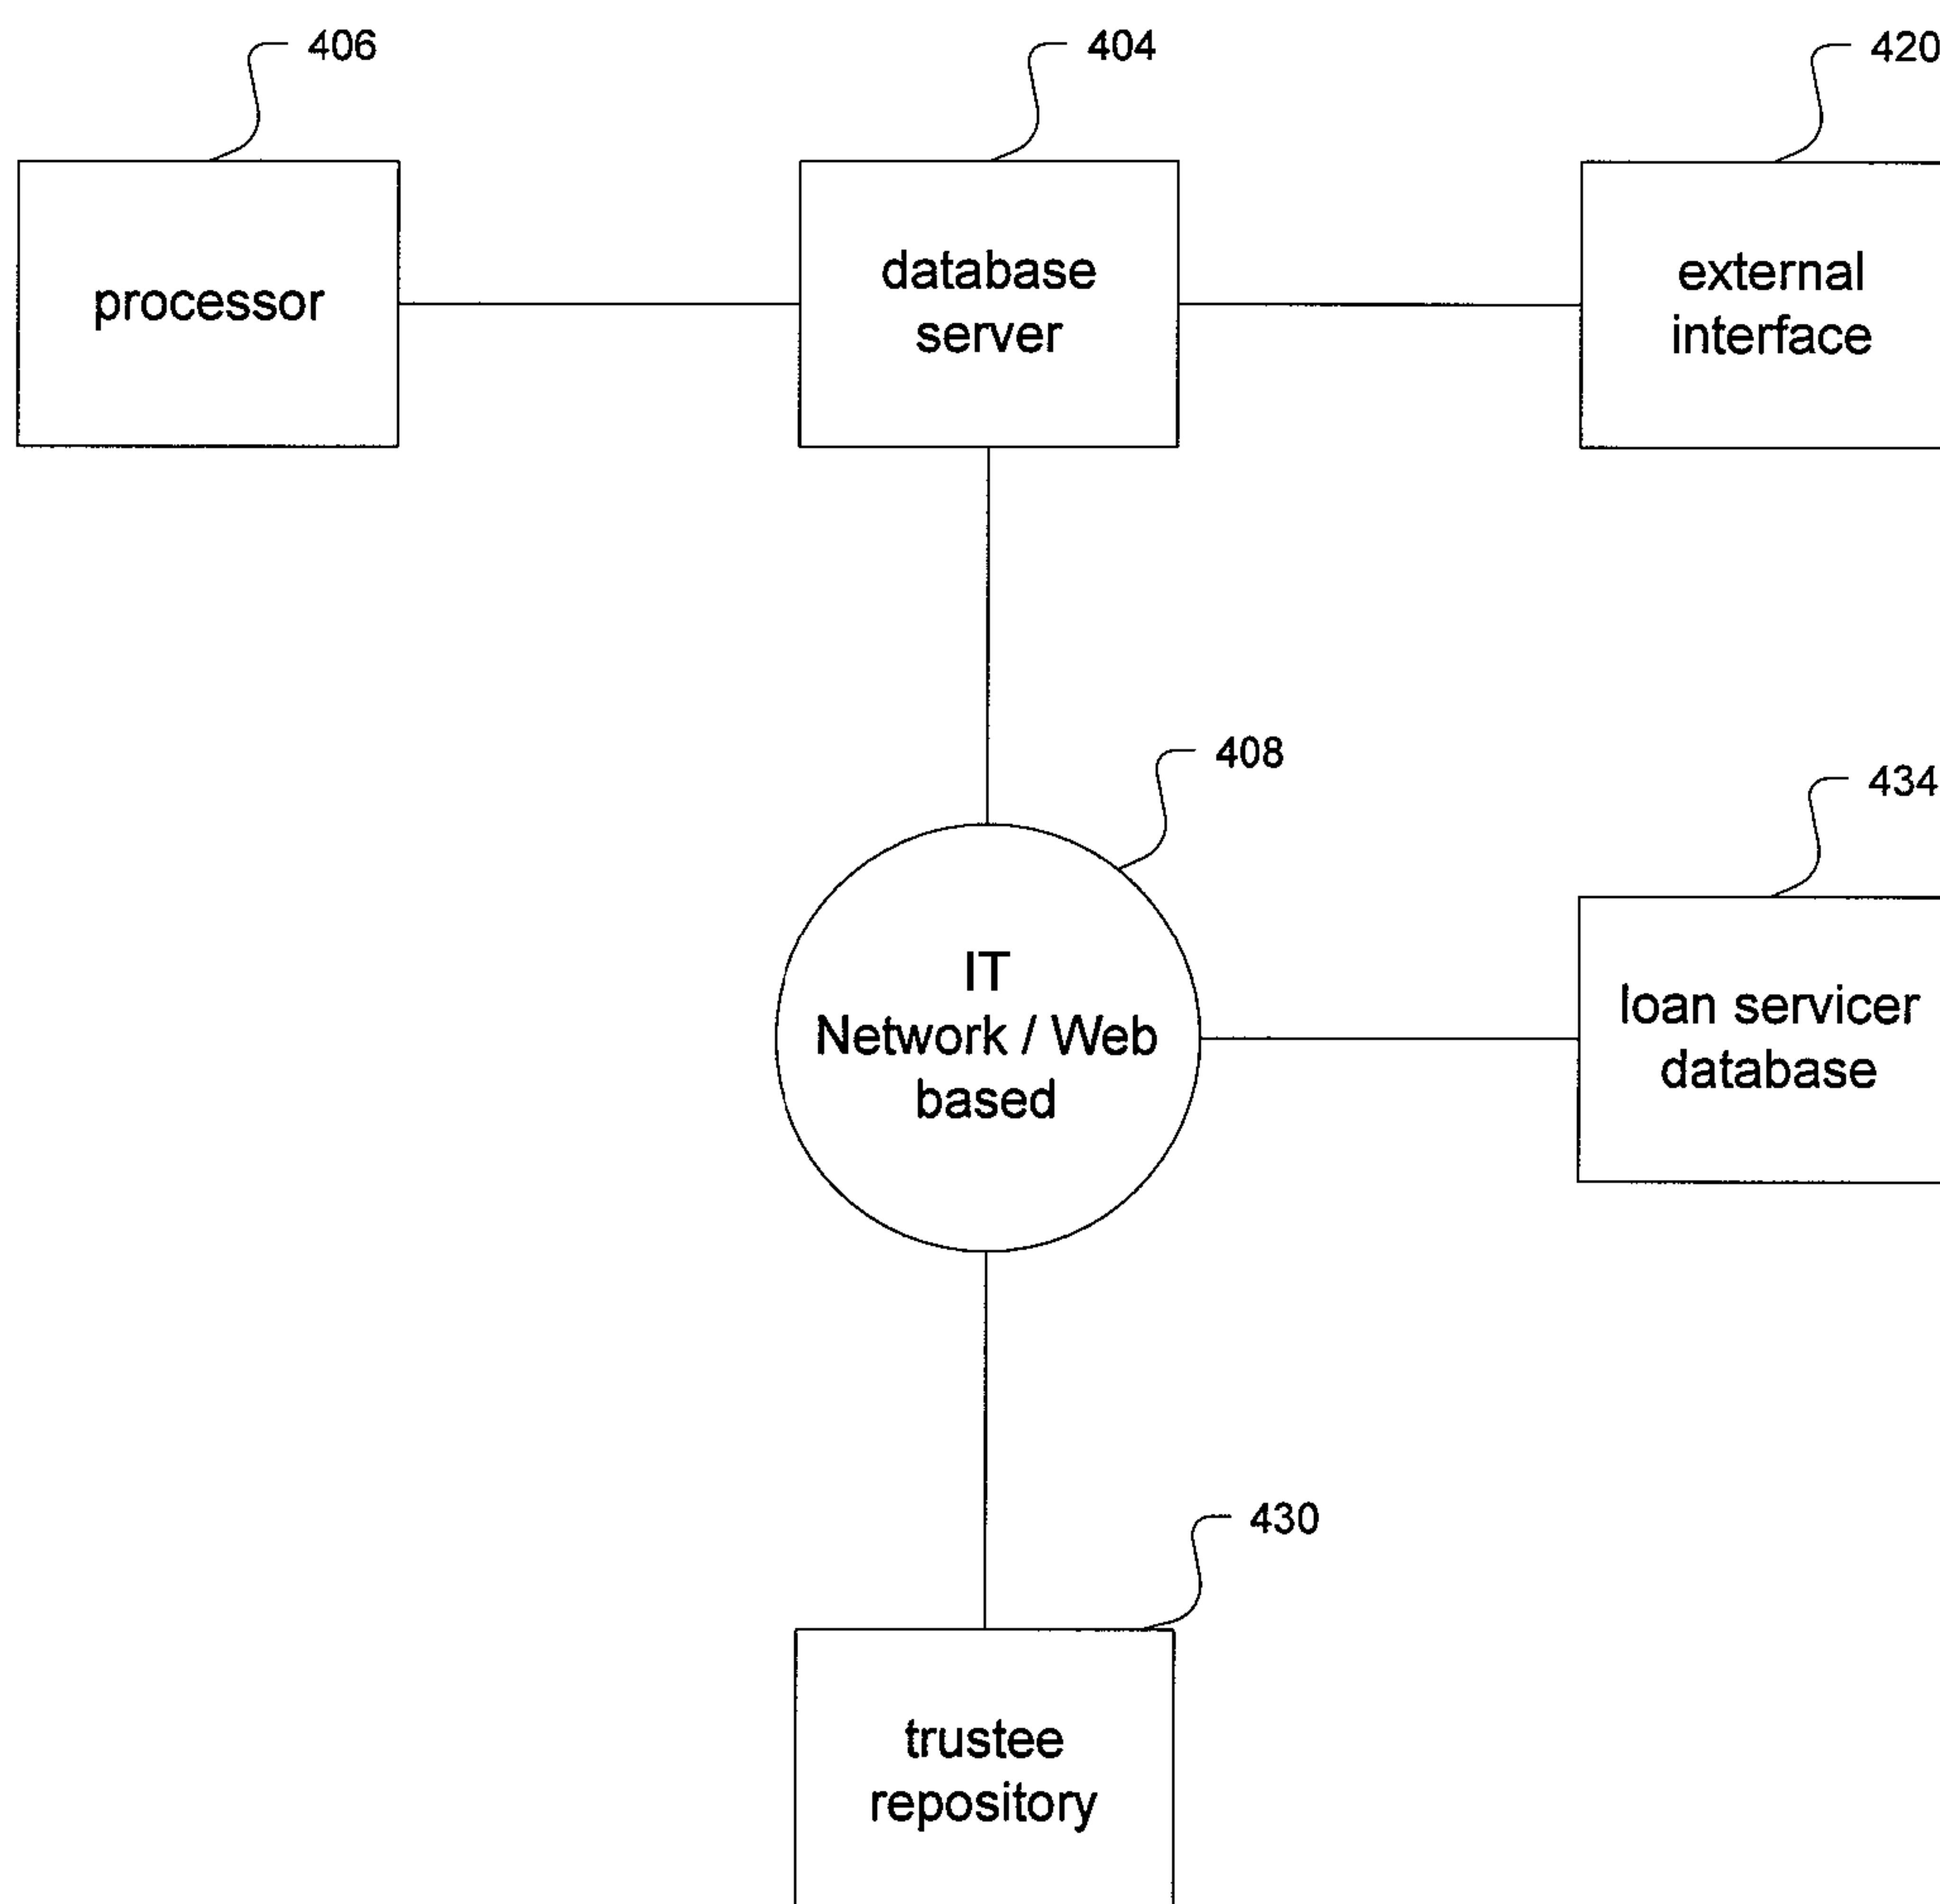 406
404
420
processor
database
server
external
interface
408
434
IT
Network / Web
based
loan servicer
database
430
trustee
repository